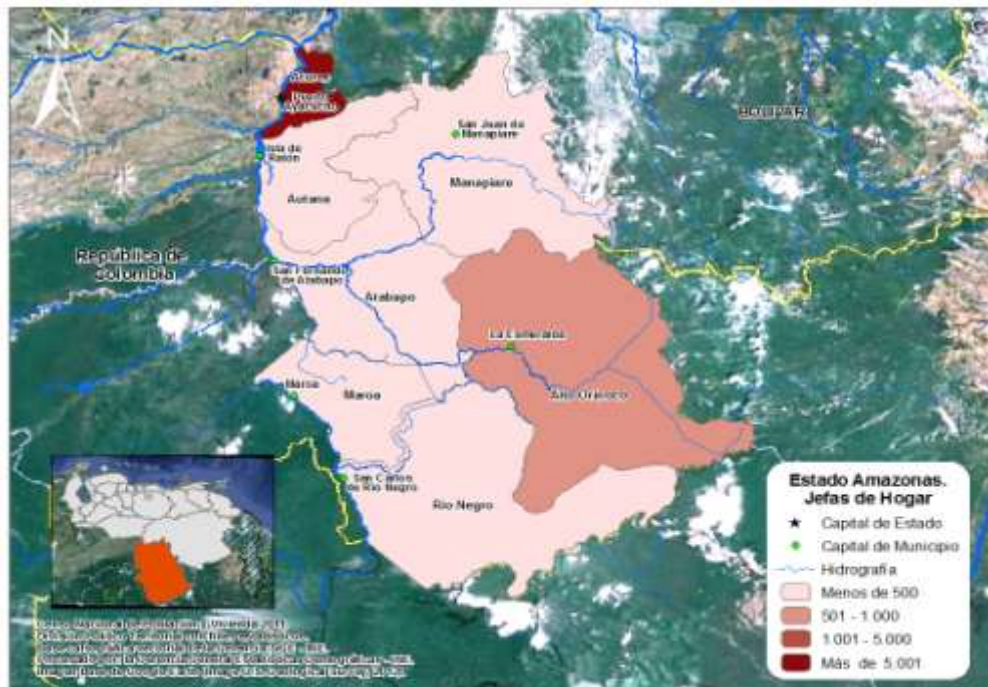 N
Atures
Puerto
Ayacucho
BOLIVAR
San Juan de
Manapiare
Isla de
Ratón
Manapiare
Autana
República de
Colombia
San Fernando
de Atabapo
Atabapo
La Esmeralda
Maroa
Maroa
Alto Orinoco
San Carlos
de Río Negro
Río Negro
Estado Amazonas.
Jefas de Hogar
Capital de Estado
Capital de Municipio
Hidrografía
Menos de 500
501 - 1.000
1.001 - 5.000
Más de 5.001